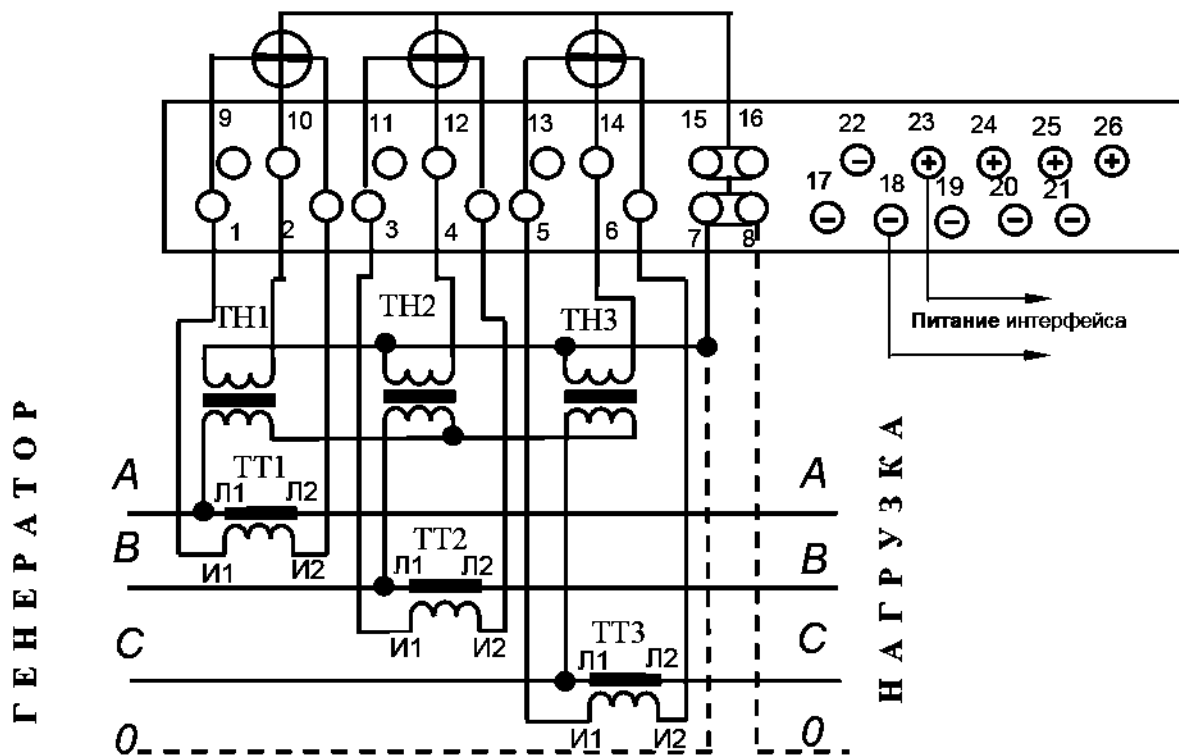 9 10 11 12 13 14 15 16 22 23 24 25 26
17 18 19 20 21
1 2 3 4 5 6 7 8
ТН1 ТН2 ТН3
Питание интерфейса
ГЕНЕРАТОР
НАГРУЗКА
A ТТ1 A
Л1 Л2
B ТТ2 B
И1 И2 Л1 Л2
C ТТ3 C
И1 И2 Л1 Л2
0 И1 И2 0